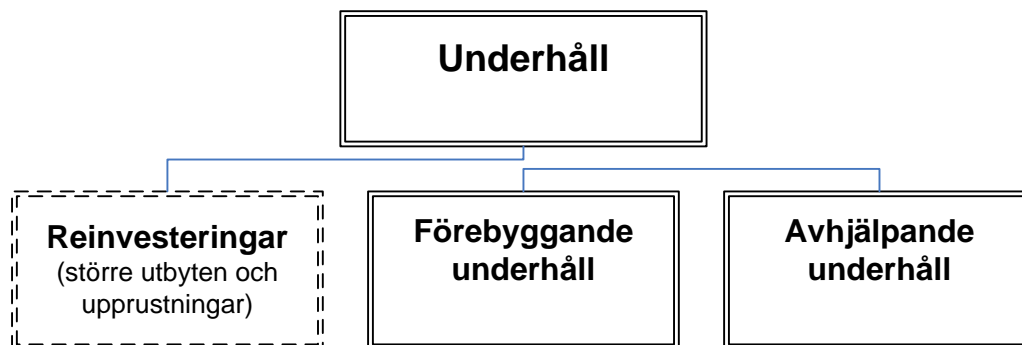 Underhåll
Reinvesteringar
(större utbyten och
upprustningar)
Förebyggande
underhåll
Avhjälpande
underhåll